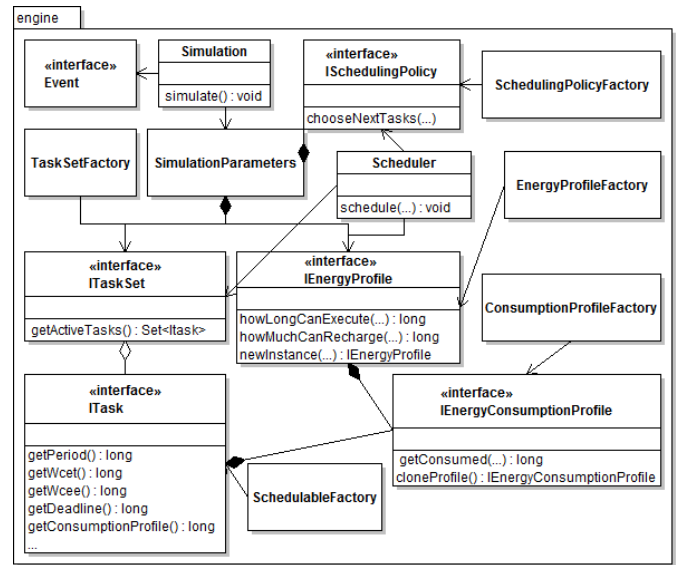 engine
«interface»
Event
Simulation
simulate() : void
«interface»
ISchedulingPolicy
chooseNextTasks(...)
SchedulingPolicyFactory
TaskSetFactory
SimulationParameters
Scheduler
schedule(...) : void
EnergyProfileFactory
«interface»
ITaskSet
getActiveTasks() : Set<Itask>
«interface»
IEnergyProfile
howLongCanExecute(...) : long
howMuchCanRecharge(...) : long
newInstance(...) : IEnergyProfile
ConsumptionProfileFactory
«interface»
ITask
getPeriod() : long
getWcet() : long
getWcee() : long
getDeadline() : long
getConsumptionProfile() : long
...
SchedulableFactory
«interface»
IEnergyConsumptionProfile
getConsumed(...) : long
cloneProfile() : IEnergyConsumptionProfile